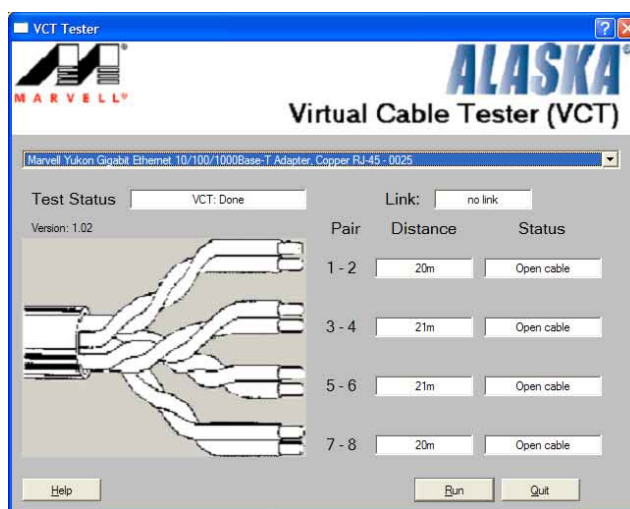 VCT Tester
MARVELL®
ALASKA®
Virtual Cable Tester (VCT)
Marvell Yukon Gigabit Ethernet 10/100/1000Base-T Adapter, Copper RJ-45 - 0025
Test Status VCT: Done Link: no link
Version: 1.02
Pair Distance Status
1 - 2 20m Open cable
3 - 4 21m Open cable
5 - 6 21m Open cable
7 - 8 20m Open cable
Help Run Quit